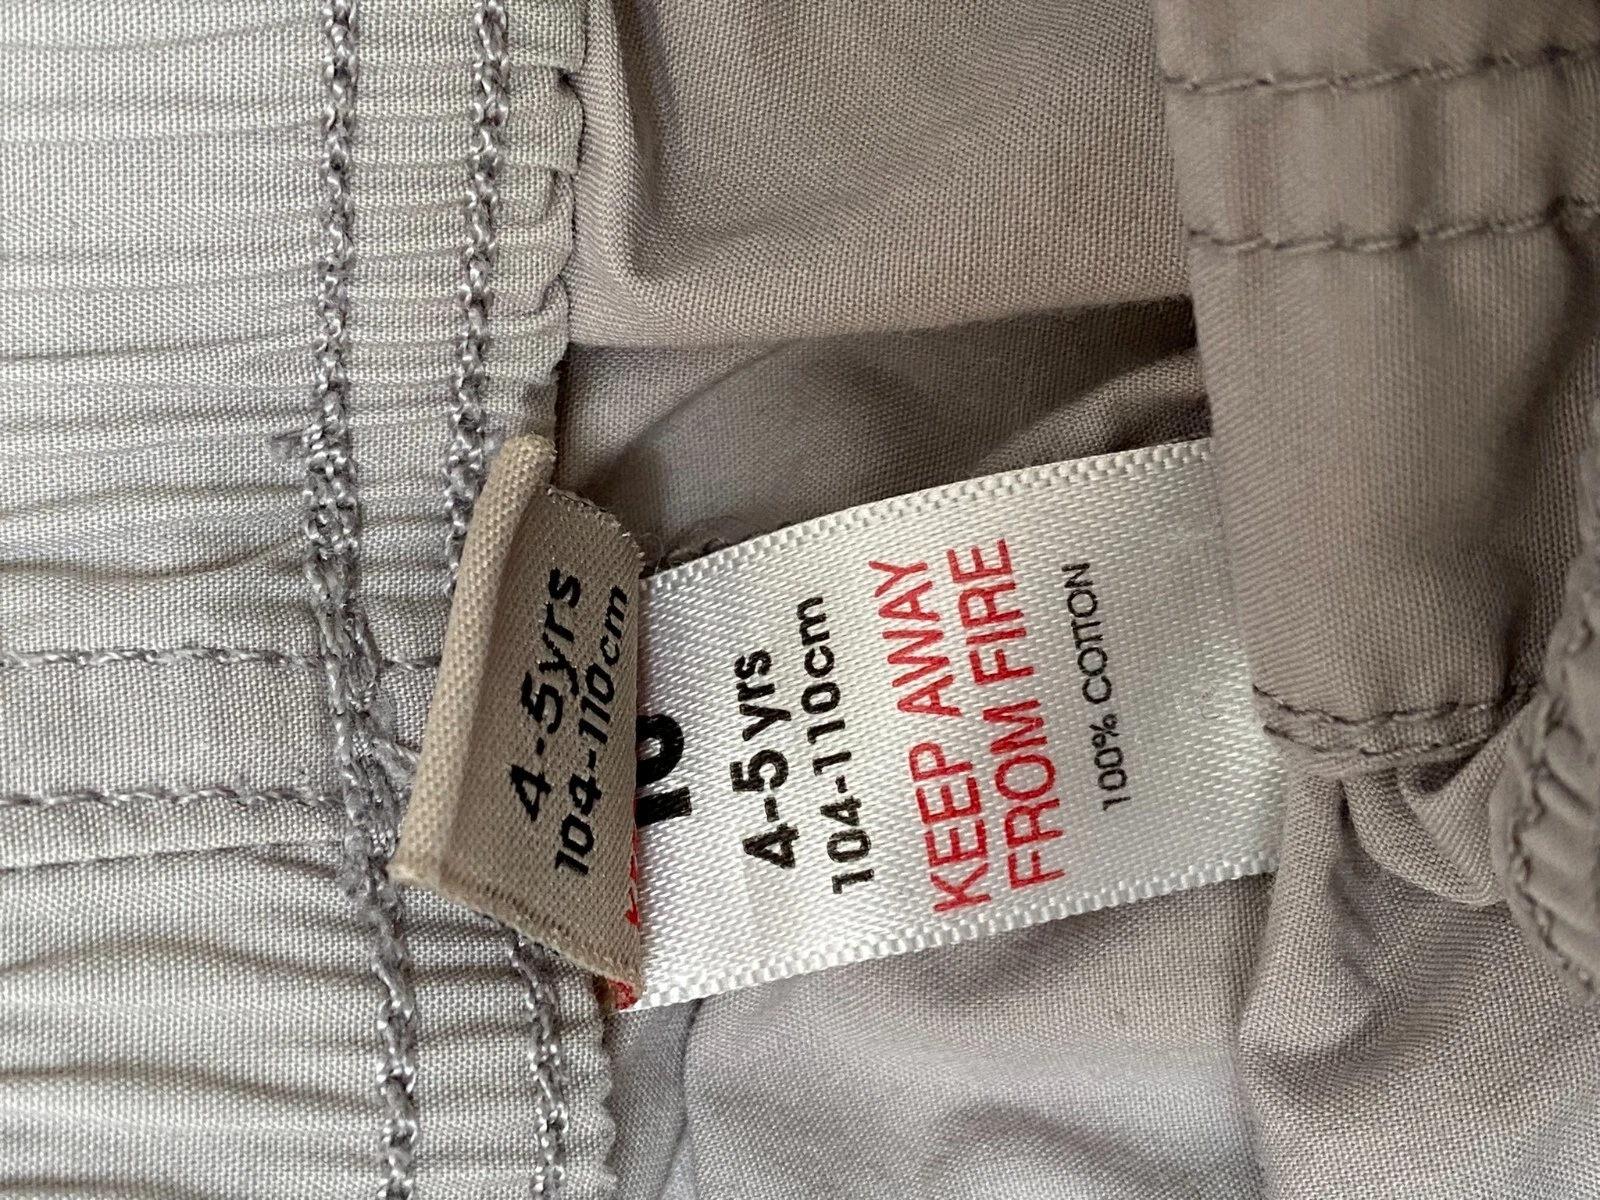 4-5yrs
104-110cm
4-5yrs
104-110cm
KEEP AWAY
FROM FIRE
100% COTTON